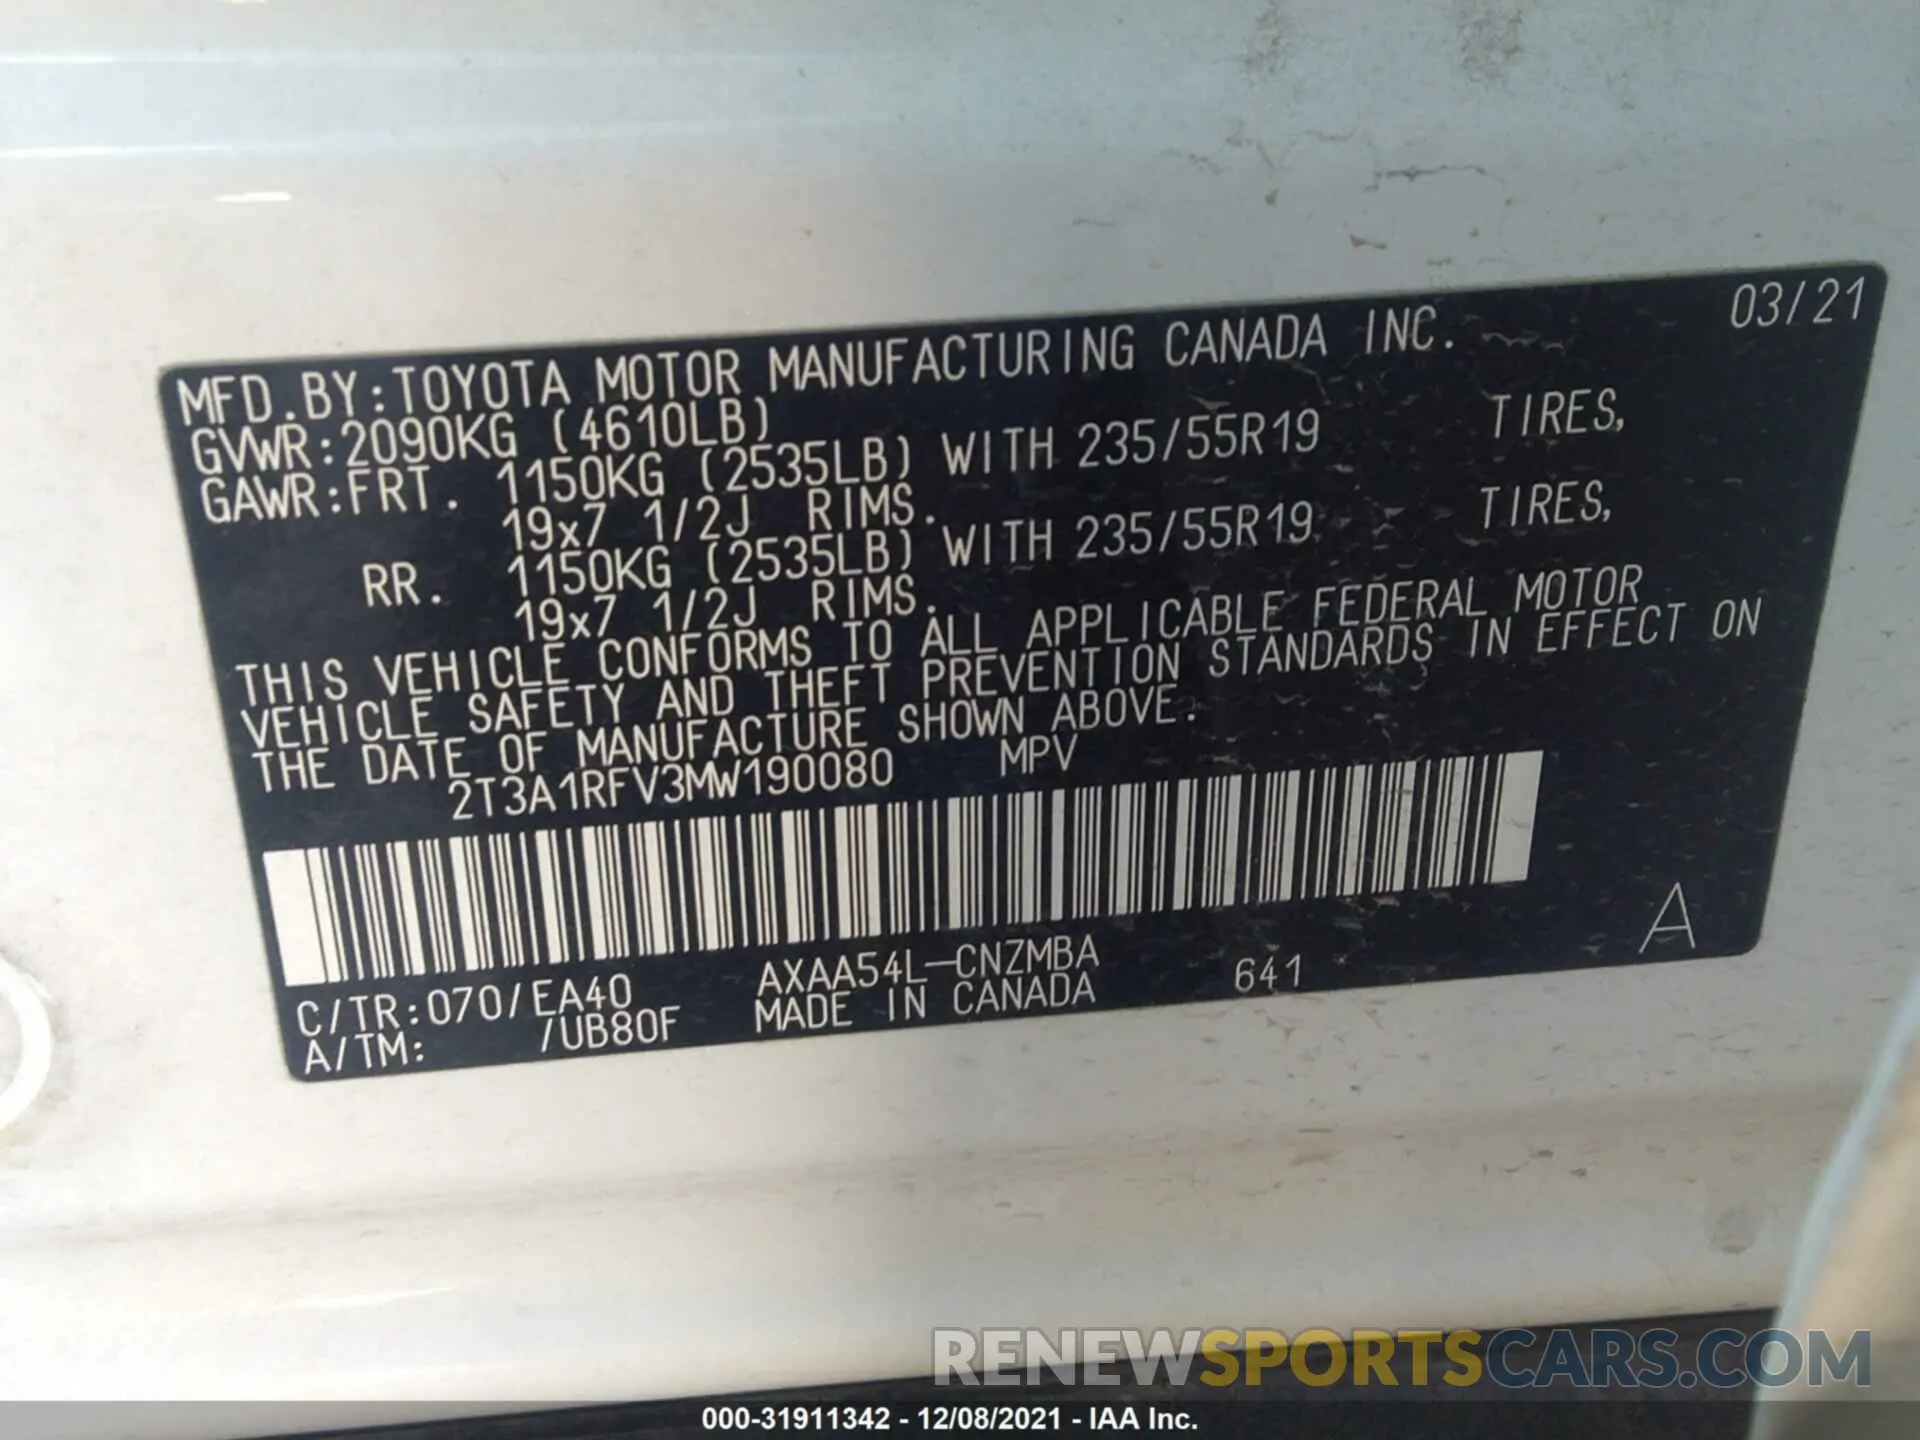 03/21
MFD.BY:TOYOTA MOTOR MANUFACTURING CANADA INC.
GVWR:2090KG (4610LB)
GAWR:FRT. 1150KG (2535LB) WITH 235/55R19 TIRES,
19x7 1/2J RIMS.
RR. 1150KG (2535LB) WITH 235/55R19 TIRES,
19x7 1/2J RIMS.
THIS VEHICLE CONFORMS TO ALL APPLICABLE FEDERAL MOTOR
VEHICLE SAFETY AND THEFT PREVENTION STANDARDS IN EFFECT ON
THE DATE OF MANUFACTURE SHOWN ABOVE.
2T3A1RFV3MW190080 MPV
A
C/TR:070/EA40 AXAA54L-CNZMBA 641
A/TM: /UB80F MADE IN CANADA
RENEWSPORTSCARS.COM
000-31911342 - 12/08/2021 - IAA Inc.